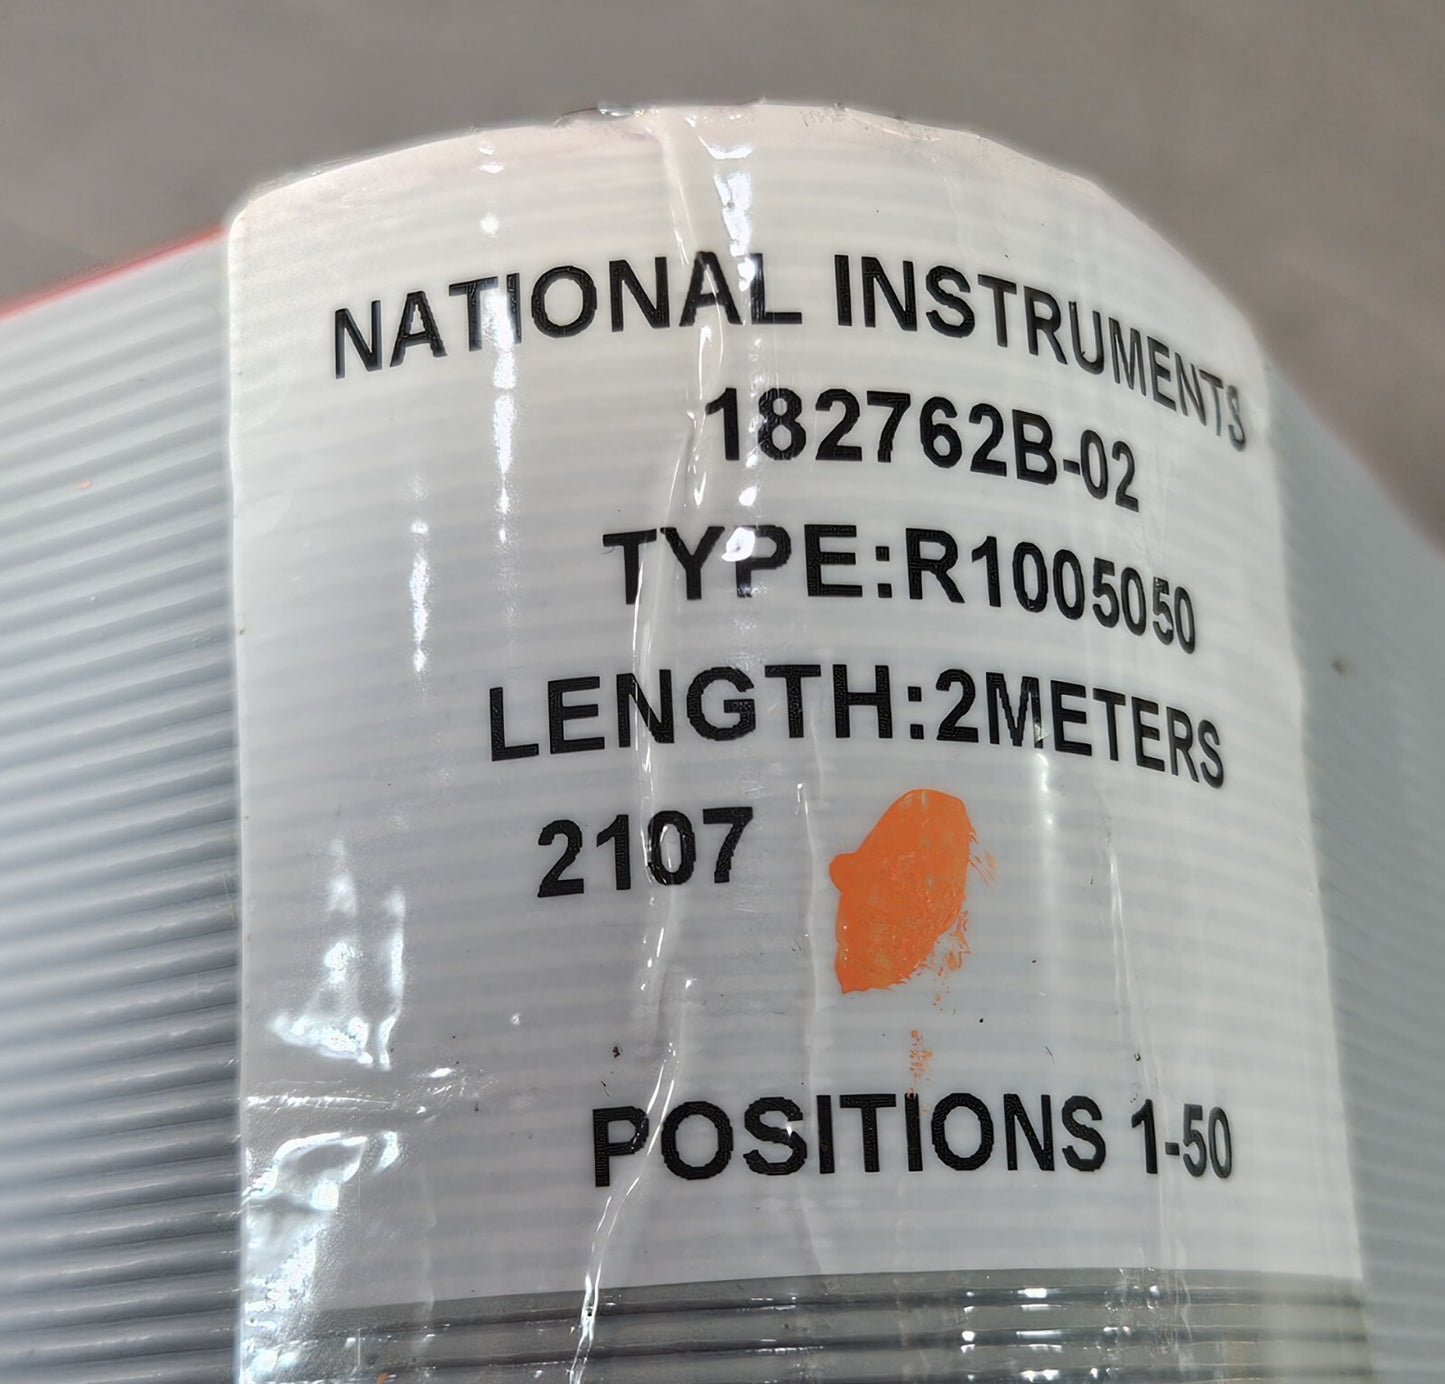 NATIONAL INSTRUMENTS
182762B-02
TYPE:R1005050
LENGTH:2METERS
2107
POSITIONS 1-50